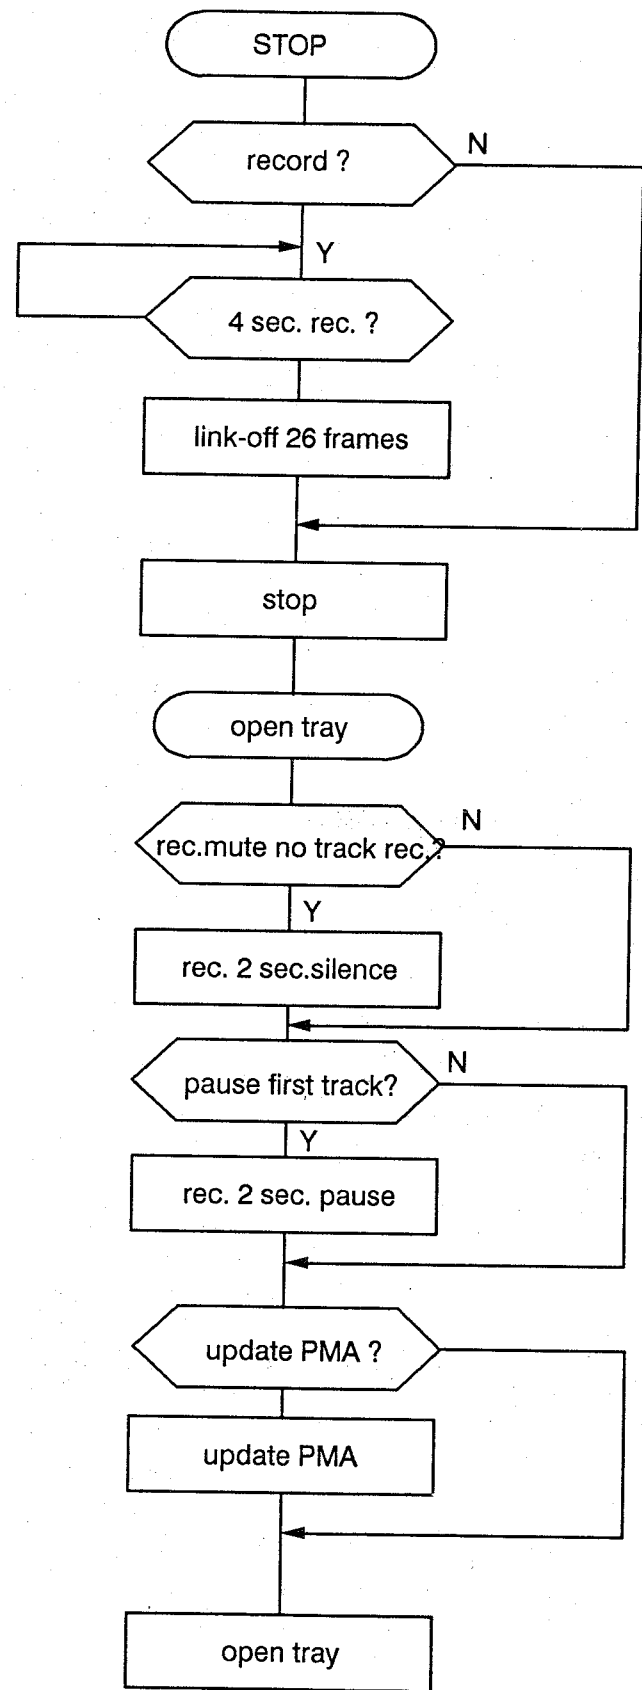 STOP
record ?
N
Y
4 sec. rec. ?
link-off 26 frames
stop
open tray
rec.mute no track rec.?
N
Y
rec. 2 sec.silence
pause first track?
N
Y
rec. 2 sec. pause
update PMA ?
update PMA
open tray